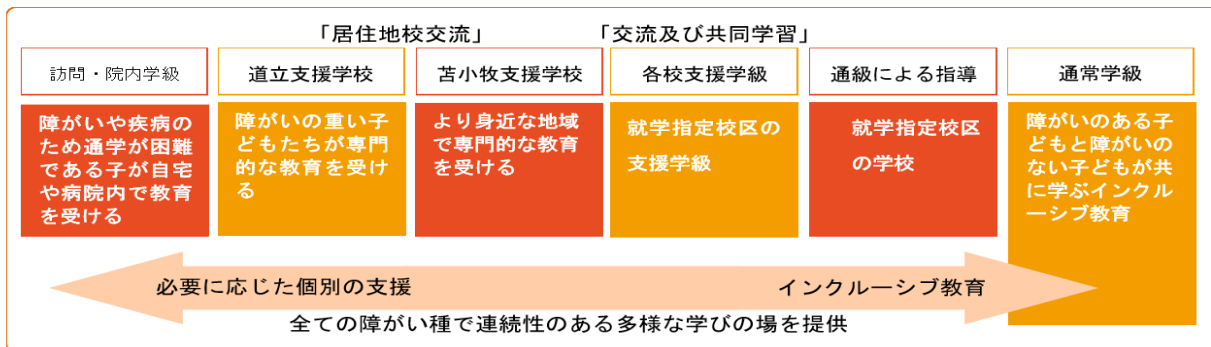 「居住地校交流」
「交流及び共同学習」
訪問・院内学級
道立支援学校
苫小牧支援学校
各校支援学級
通級による指導
通常学級
障がいや疾病の
ため通学が困難
である子が自宅
や病院内で教育
を受ける
障がいの重い子
どもたちが専門
的な教育を受け
る
より身近な地域
で専門的な教育
を受ける
就学指定校区の
支援学級
就学指定校区
の学校
障がいのある子
どもと障がいの
ない子どもが共
に学ぶインクル
ーシブ教育
必要に応じた個別の支援
インクルーシブ教育
全ての障がい種で連続性のある多様な学びの場を提供